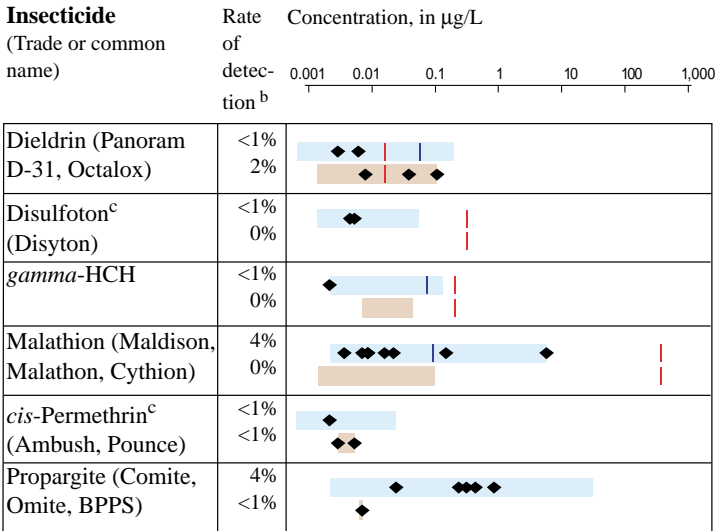 Insecticide
(Trade or common
name)
Rate
of
detec-
tion b
Concentration, in µg/L
0.001 0.01 0.1 1 10 100 1,000
Dieldrin (Panoram
D-31, Octalox)
<1%
2%
Disulfotonc
(Disyton)
<1%
0%
gamma-HCH
<1%
0%
Malathion (Maldison,
Malathon, Cythion)
4%
0%
cis-Permethrinc
(Ambush, Pounce)
<1%
<1%
Propargite (Comite,
Omite, BPPS)
4%
<1%